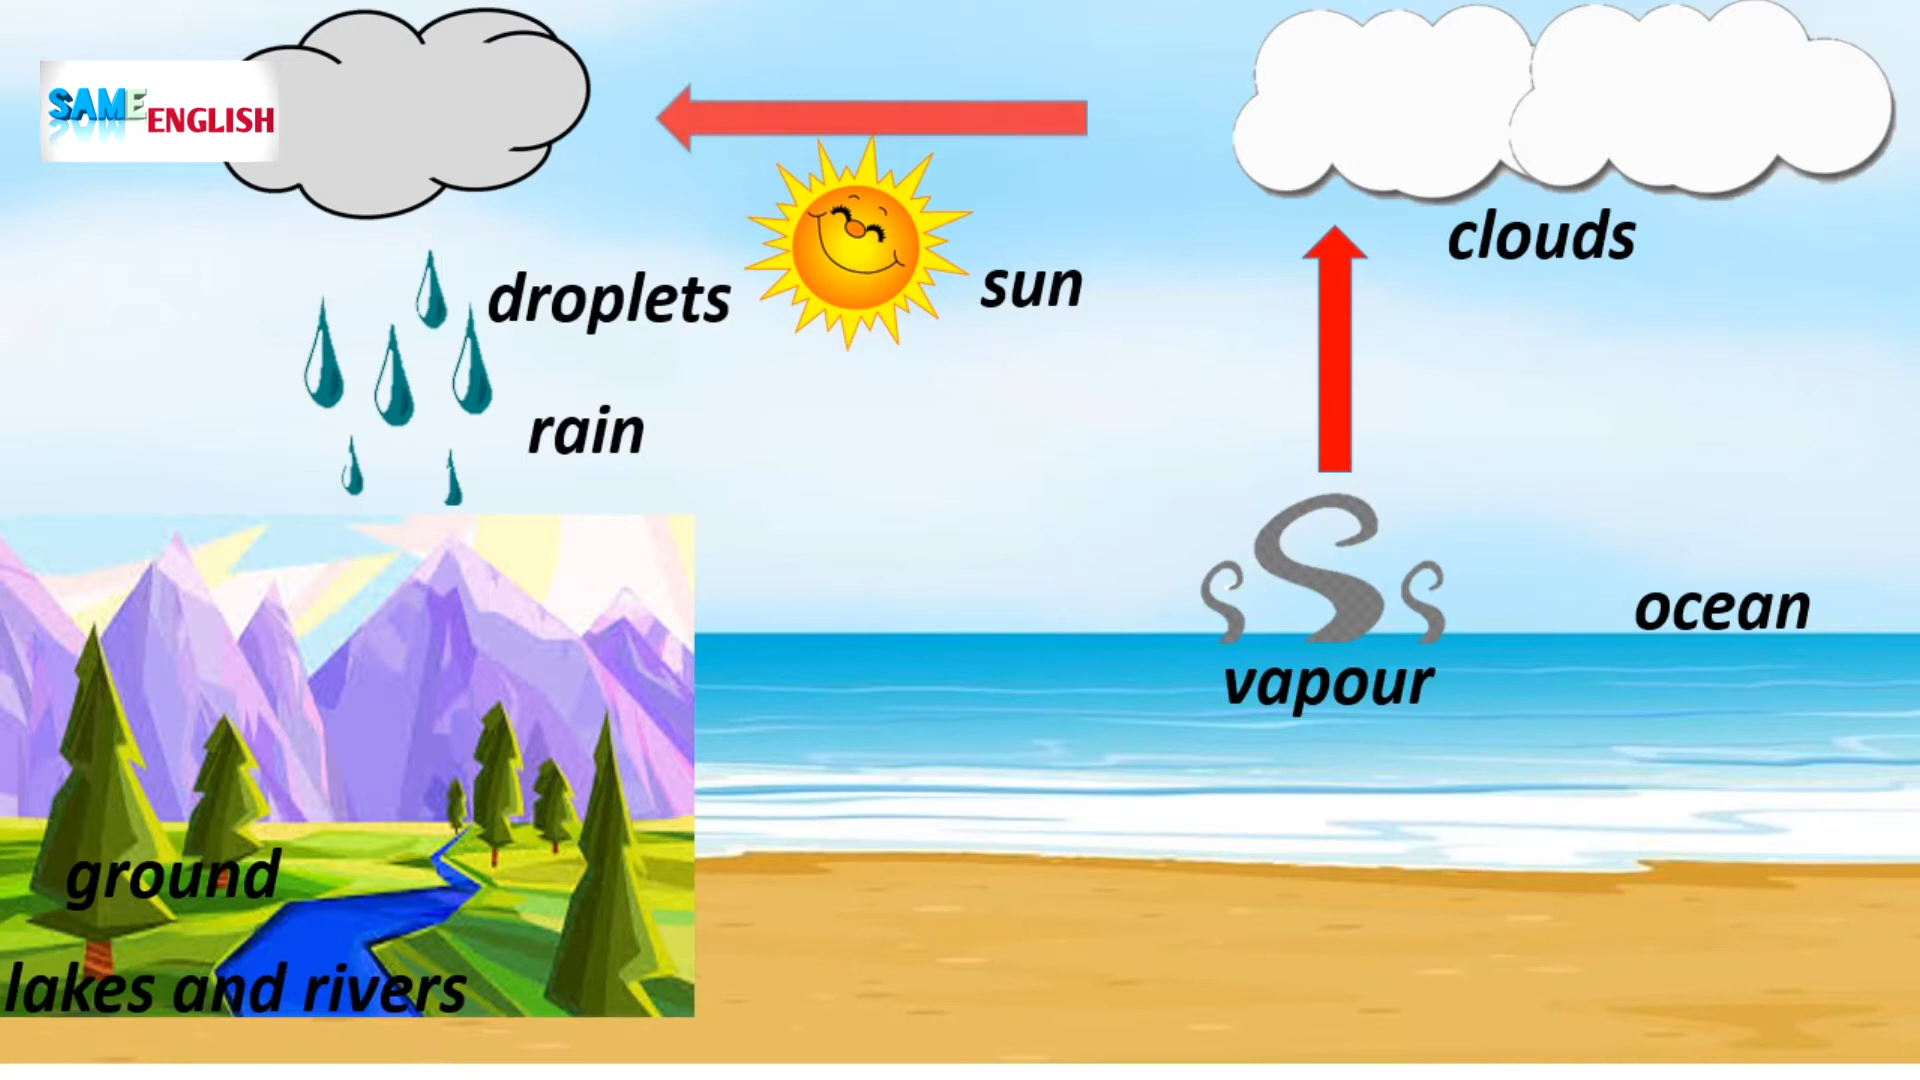 SAME
ENGLISH
clouds
droplets
sun
rain
ocean
vapour
ground
lakes and rivers